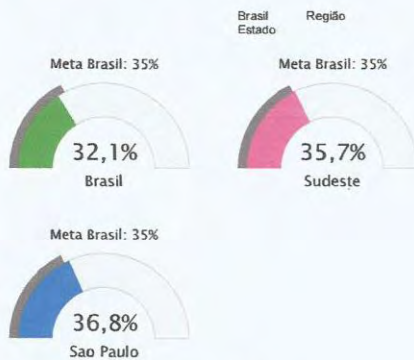 Brasil Região
Estado
Meta Brasil: 35%
32,1%
Brasil
Meta Brasil: 35%
35,7%
Sudeste
Meta Brasil: 35%
36,8%
Sao Paulo